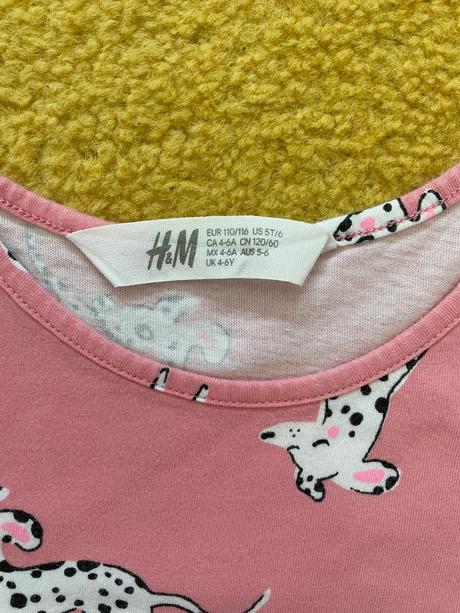 H&M
EUR 110/116 US 5T/6
CA 4-6A CN 120/60
MX 4-6A AUS 5-6
UK 4-6Y